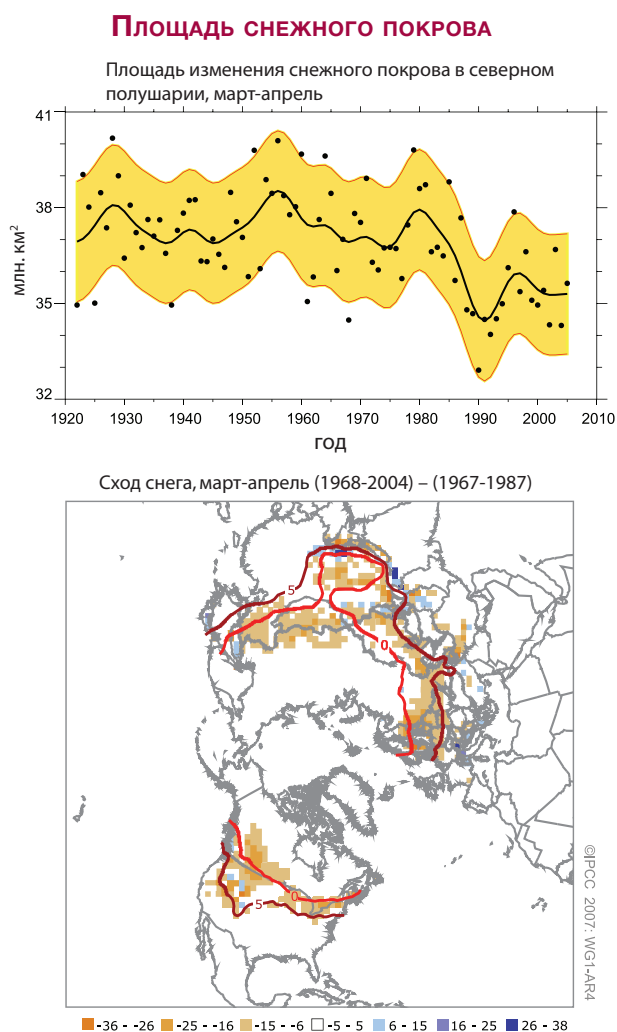 Площадь снежного покрова
Площадь изменения снежного покрова в северном
полушарии, март-апрель
41
38
35
32
млн. км²
1920 1930 1940 1950 1960 1970 1980 1990 2000 2010
год
Сход снега, март-апрель (1968-2004) – (1967-1987)
5
0
0
5
©IPCC 2007: WG1-AR4
-36 - -26 -25 - -16 -15 - -6 -5 - 5 6 - 15 16 - 25 26 - 38